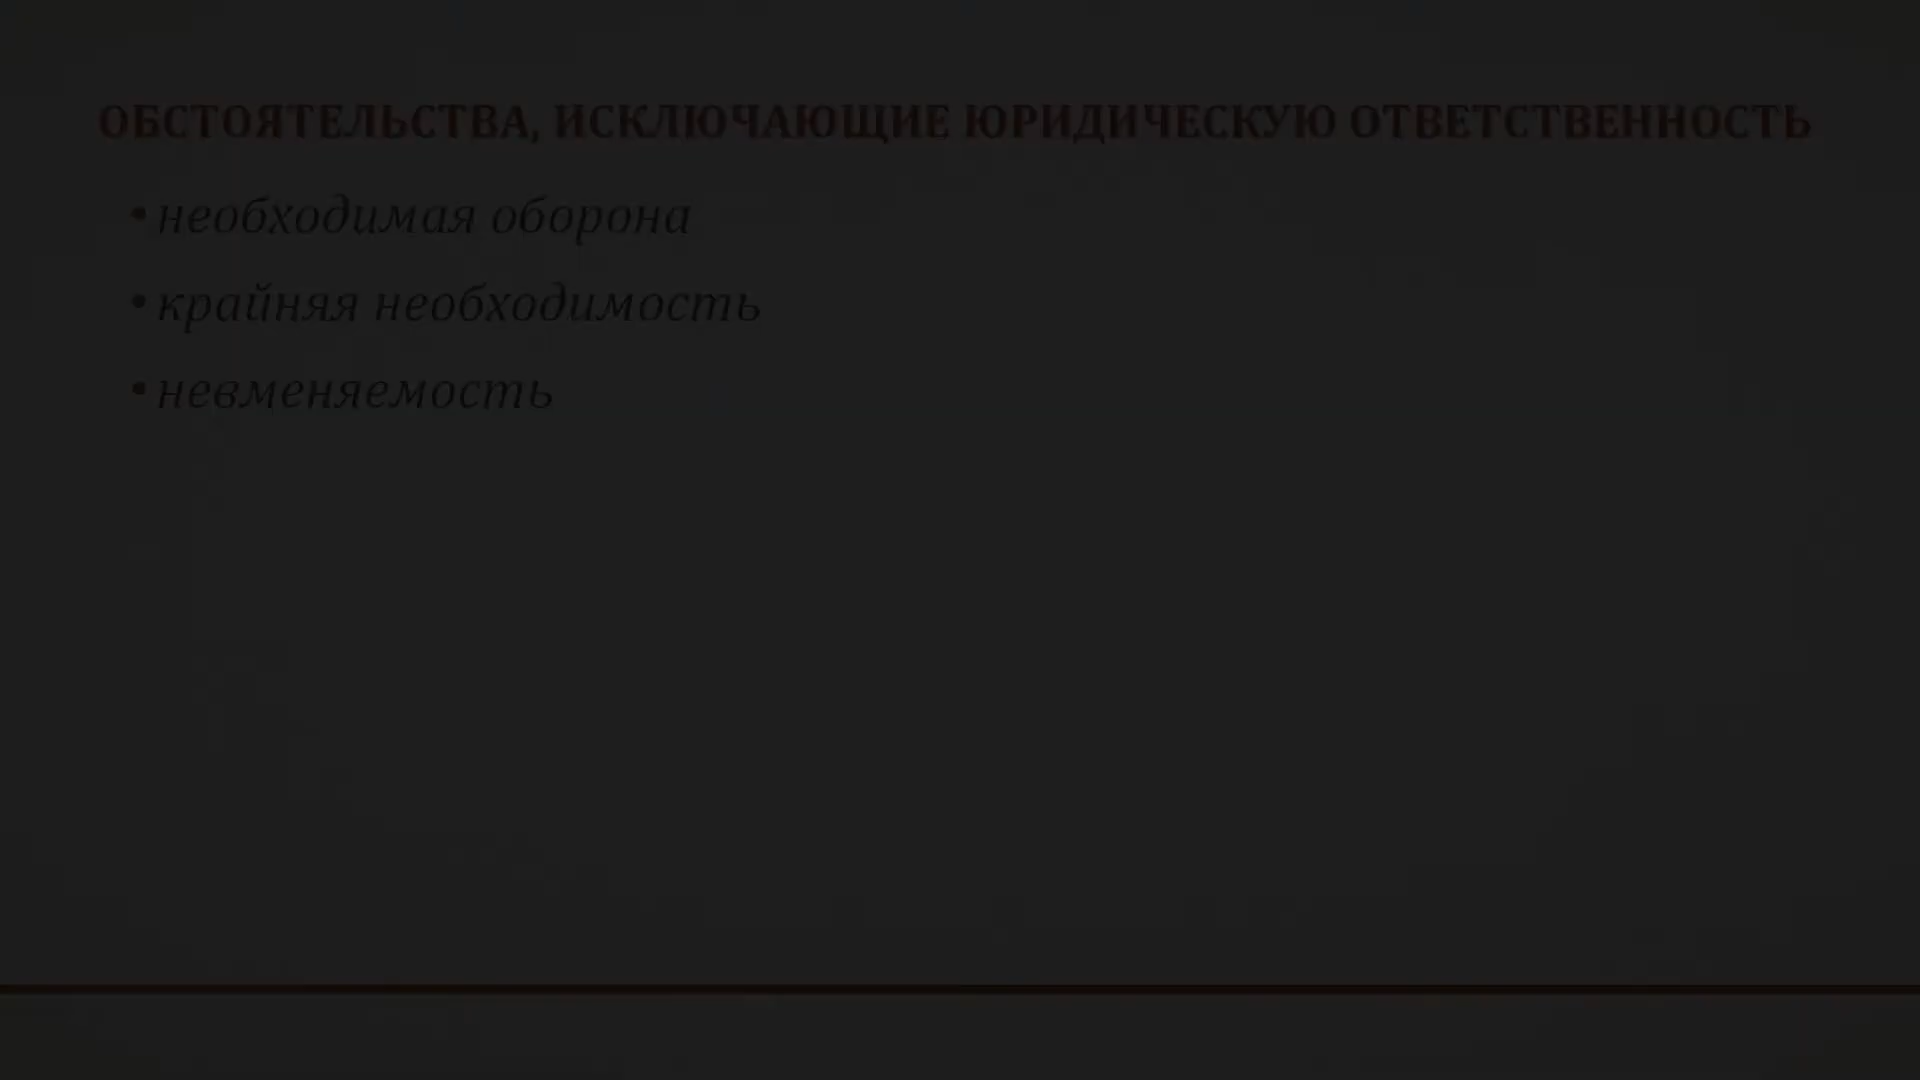 ОБСТОЯТЕЛЬСТВА, ИСКЛЮЧАЮЩИЕ ЮРИДИЧЕСКУЮ ОТВЕТСТВЕННОСТЬ
• необходимая оборона
• крайняя необходимость
• невменяемость